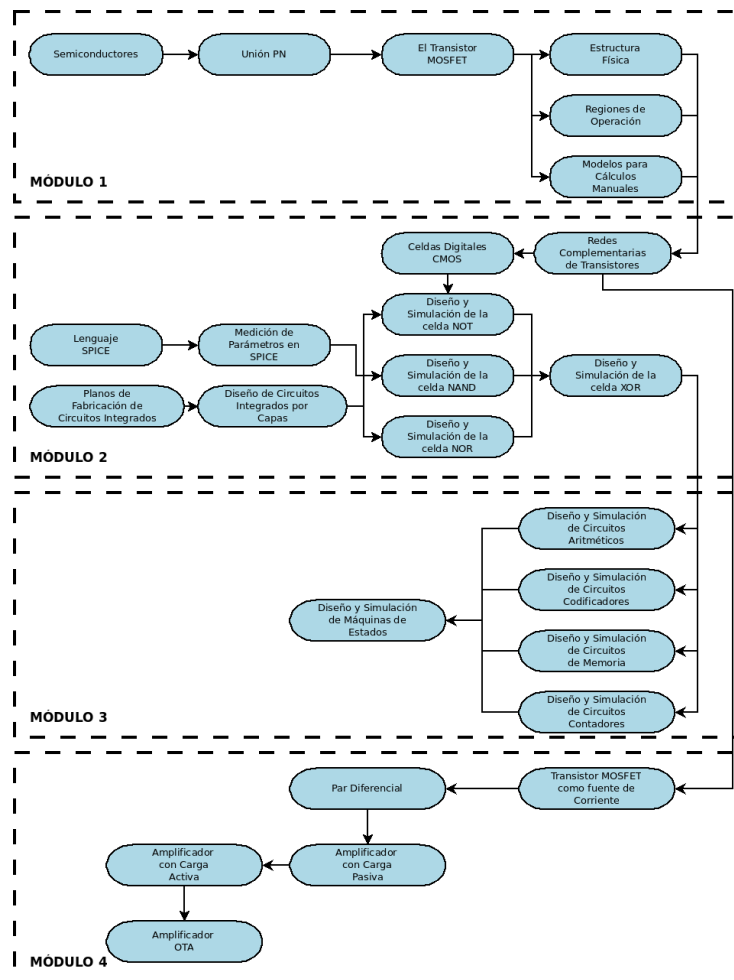 Semiconductores
Unión PN
El Transistor
MOSFET
Estructura
Física
Regiones de
Operación
Modelos para
Cálculos
Manuales
MÓDULO 1
Celdas Digitales
CMOS
Redes
Complementarias
de Transistores
Diseño y
Simulación de la
celda NOT
Lenguaje
SPICE
Medición de
Parámetros en
SPICE
Diseño y
Simulación de la
celda NAND
Diseño y
Simulación de la
celda XOR
Planos de
Fabricación de
Circuitos Integrados
Diseño de Circuitos
Integrados por
Capas
Diseño y
Simulación de la
celda NOR
MÓDULO 2
Diseño y Simulación
de Circuitos
Aritméticos
Diseño y Simulación
de Circuitos
Codificadores
Diseño y Simulación
de Máquinas de
Estados
Diseño y Simulación
de Circuitos
de Memoria
Diseño y Simulación
de Circuitos
Contadores
MÓDULO 3
Par Diferencial
Transistor MOSFET
como fuente de
Corriente
Amplificador
con Carga
Activa
Amplificador
con Carga
Pasiva
Amplificador
OTA
MÓDULO 4